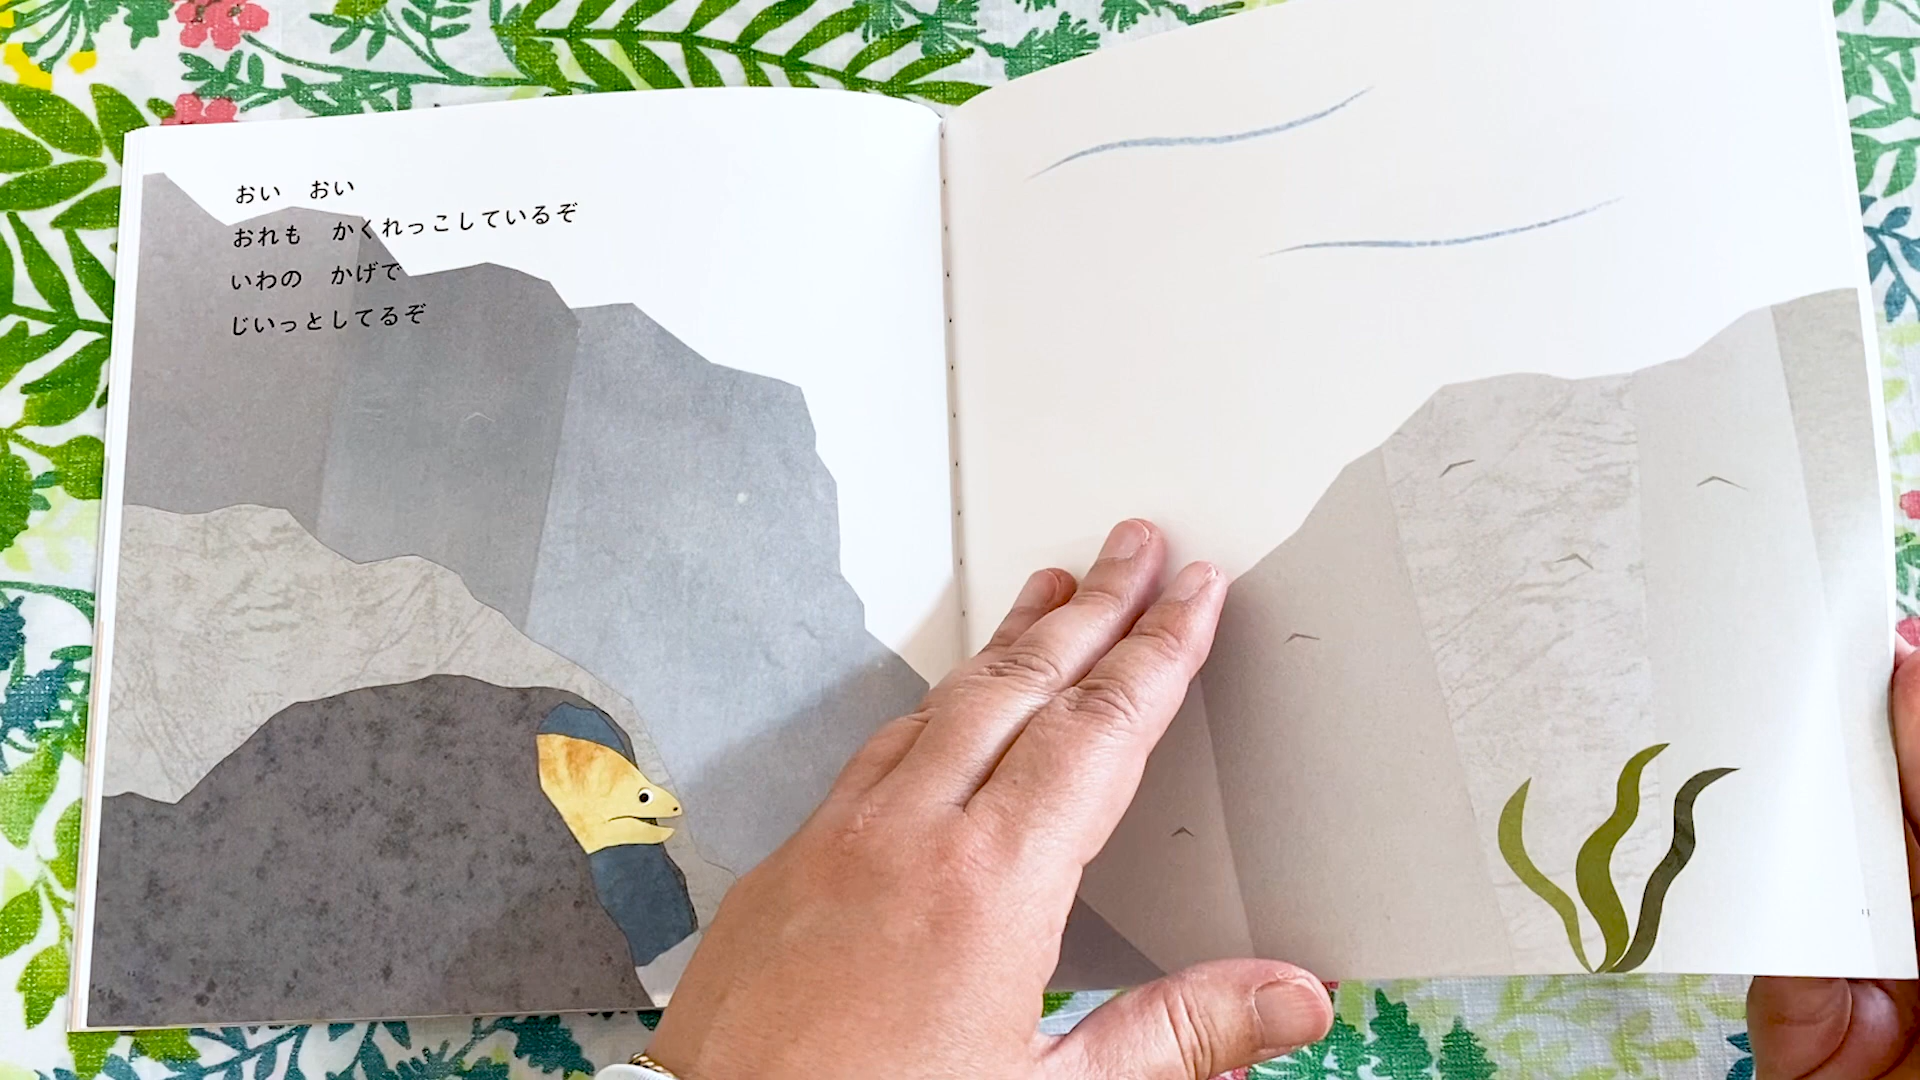 おい　おい
おれも　かくれっこしているぞ
いわの　かげで
じいっとしてるぞ